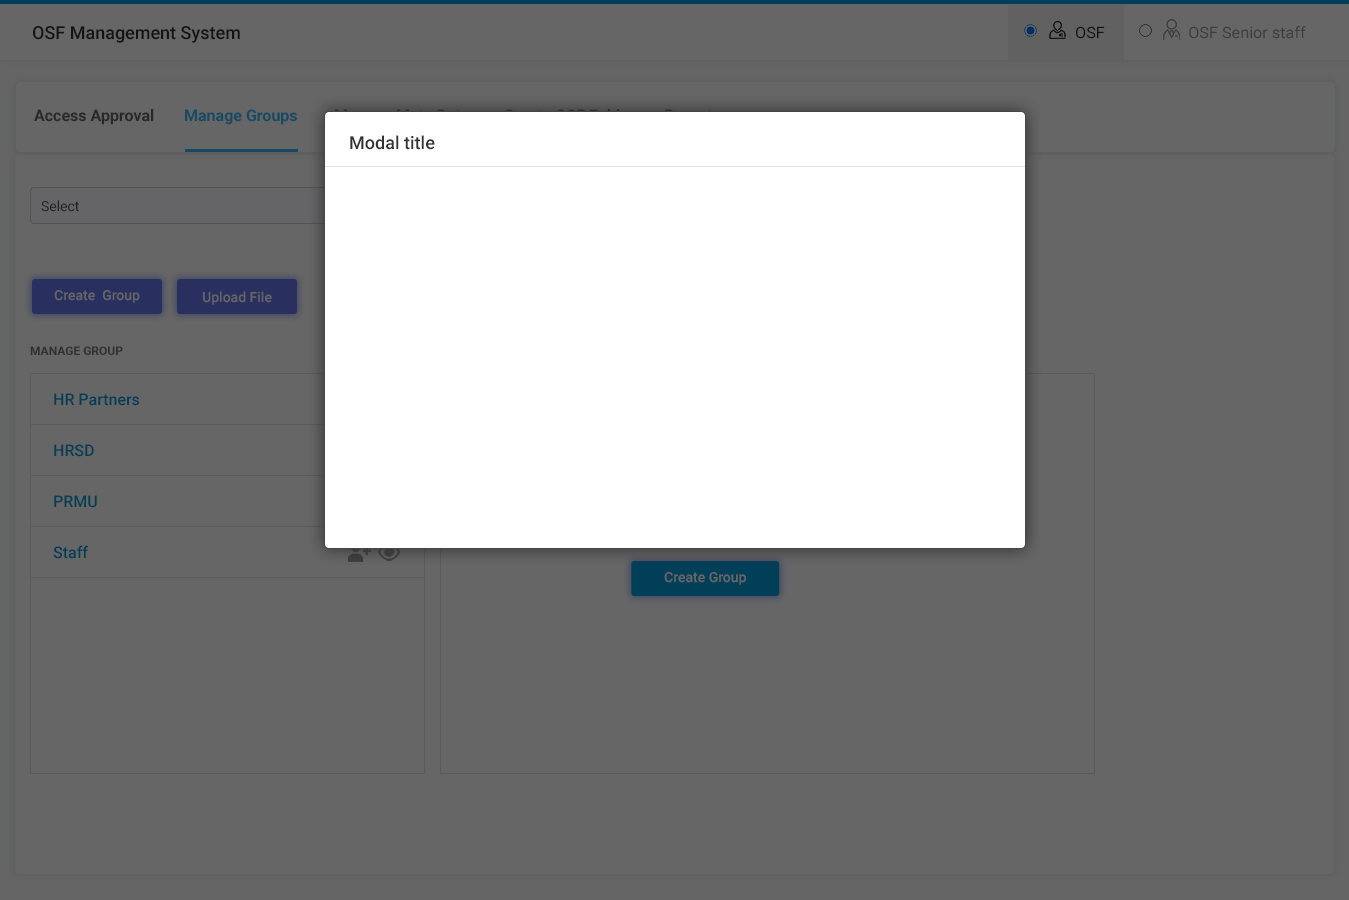 OSF Management System
OSF
OSF Senior staff
Access Approval
Manage Groups
Modal title
Select
Create Group
Upload File
MANAGE GROUP
HR Partners
HRSD
PRMU
Staff
Create Group